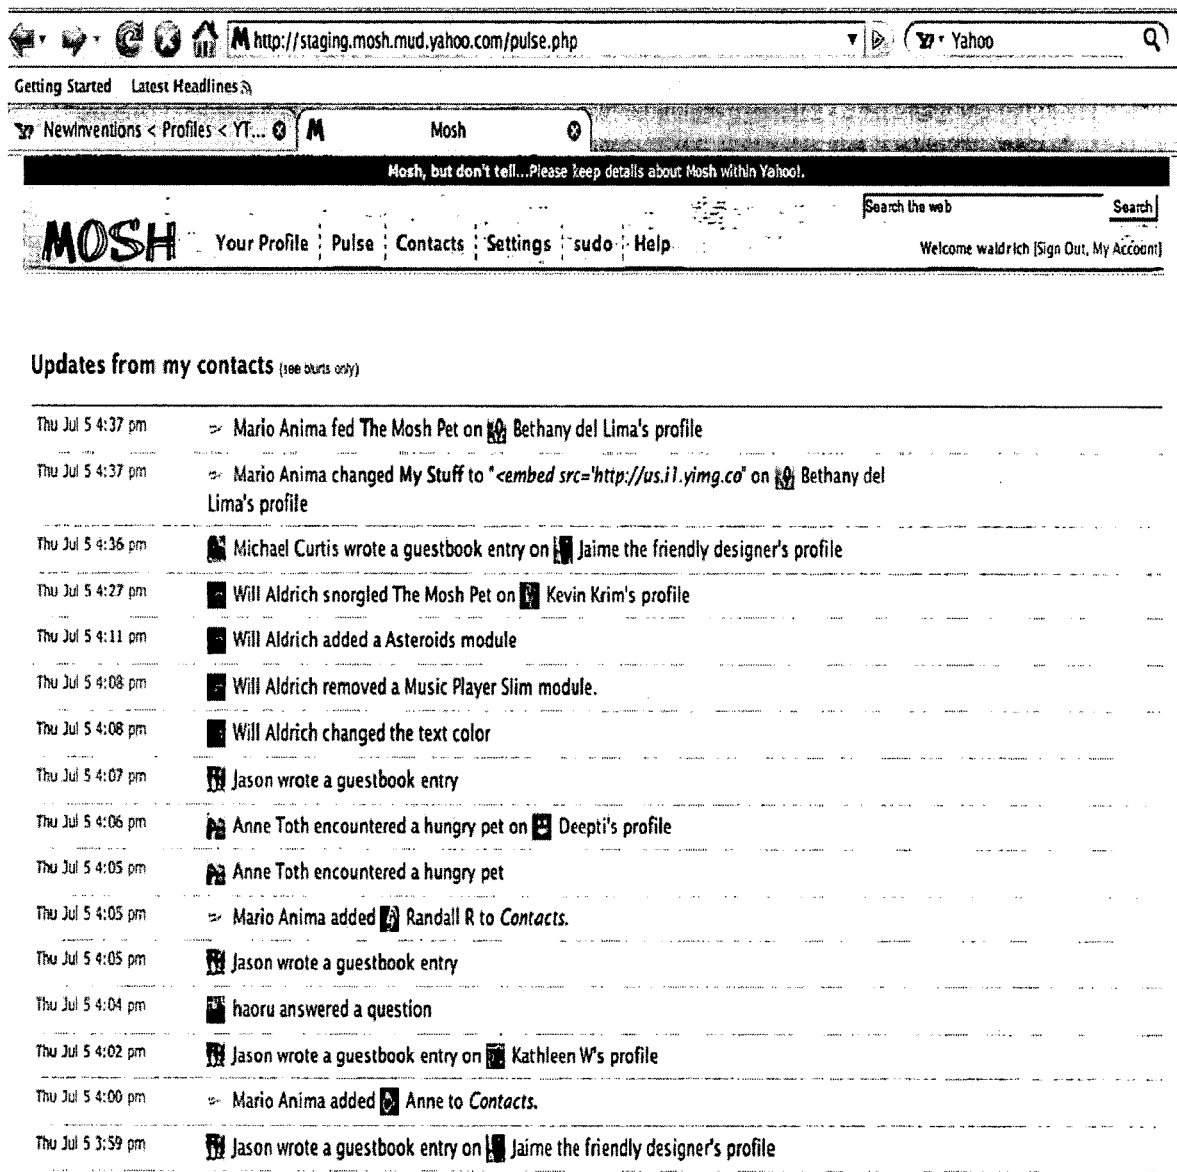 M http://staging.mosh.mud.yahoo.com/pulse.php
Y! Yahoo
Getting Started Latest Headlines
Y! NewInventions < Profiles < YT...
M Mosh
Mosh, but don't tell...Please keep details about Mosh within Yahoo!.
Search the web Search
MOSH Your Profile Pulse Contacts Settings sudo Help
Welcome waldrich [Sign Out, My Account]
Updates from my contacts (see blurts only)
Thu Jul 5 4:37 pm Mario Anima fed The Mosh Pet on Bethany del Lima's profile
Thu Jul 5 4:37 pm Mario Anima changed My Stuff to "<embed src='http://us.i1.yimg.co" on Bethany del
Lima's profile
Thu Jul 5 4:36 pm Michael Curtis wrote a guestbook entry on Jaime the friendly designer's profile
Thu Jul 5 4:27 pm Will Aldrich snorgled The Mosh Pet on Kevin Krim's profile
Thu Jul 5 4:11 pm Will Aldrich added a Asteroids module
Thu Jul 5 4:08 pm Will Aldrich removed a Music Player Slim module.
Thu Jul 5 4:08 pm Will Aldrich changed the text color
Thu Jul 5 4:07 pm Jason wrote a guestbook entry
Thu Jul 5 4:06 pm Anne Toth encountered a hungry pet on Deepti's profile
Thu Jul 5 4:05 pm Anne Toth encountered a hungry pet
Thu Jul 5 4:05 pm Mario Anima added Randall R to Contacts.
Thu Jul 5 4:05 pm Jason wrote a guestbook entry
Thu Jul 5 4:04 pm haoru answered a question
Thu Jul 5 4:02 pm Jason wrote a guestbook entry on Kathleen W's profile
Thu Jul 5 4:00 pm Mario Anima added Anne to Contacts.
Thu Jul 5 3:59 pm Jason wrote a guestbook entry on Jaime the friendly designer's profile